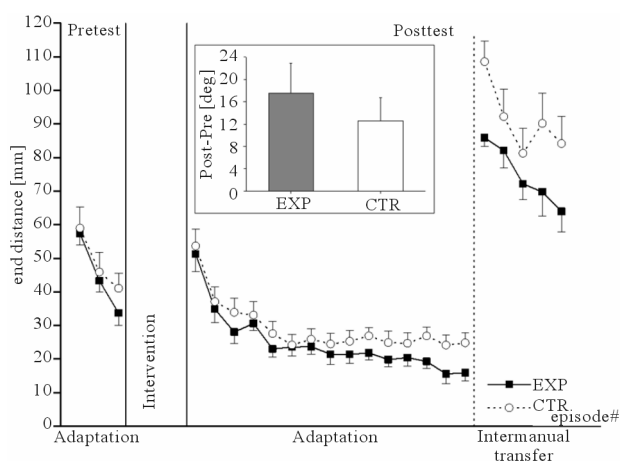 120
110
100
90
80
70
60
50
40
30
20
10
0
end distance [mm]
Pretest
Posttest
24
20
16
12
8
4
0
Post-Pre [deg]
EXP
CTR
Intervention
EXP
CTR.
episode#
Adaptation
Adaptation
Intermanual
transfer